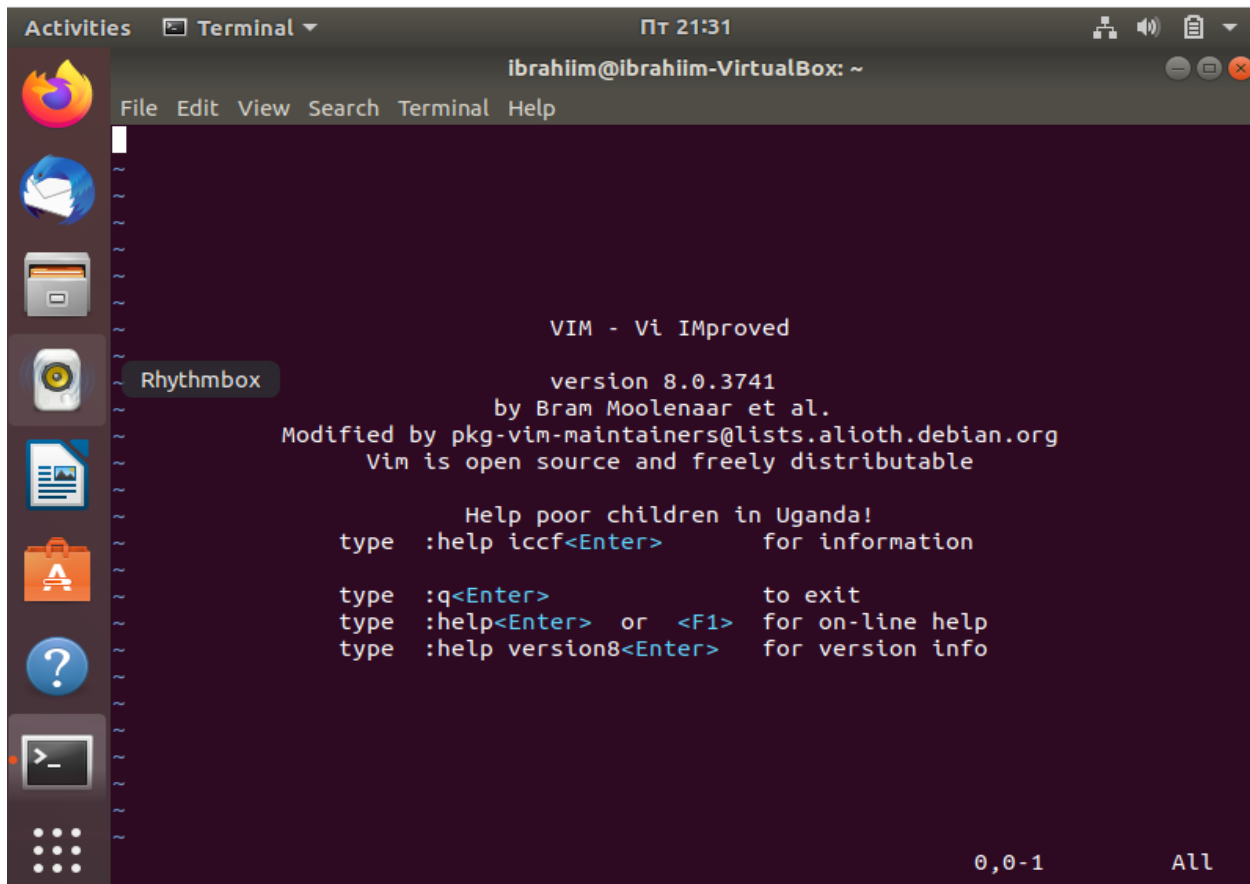 Activities Terminal Пт 21:31
ibrahiim@ibrahiim-VirtualBox: ~
File Edit View Search Terminal Help
~
~
~
~
~
~
~ VIM - Vi IMproved
~
~ Rhythmbox version 8.0.3741
~ by Bram Moolenaar et al.
~ Modified by pkg-vim-maintainers@lists.alioth.debian.org
~ Vim is open source and freely distributable
~
~ Help poor children in Uganda!
~ type :help iccf<Enter> for information
~
~ type :q<Enter> to exit
~ type :help<Enter> or <F1> for on-line help
~ type :help version8<Enter> for version info
~
~
~
~
~
~
0,0-1 All